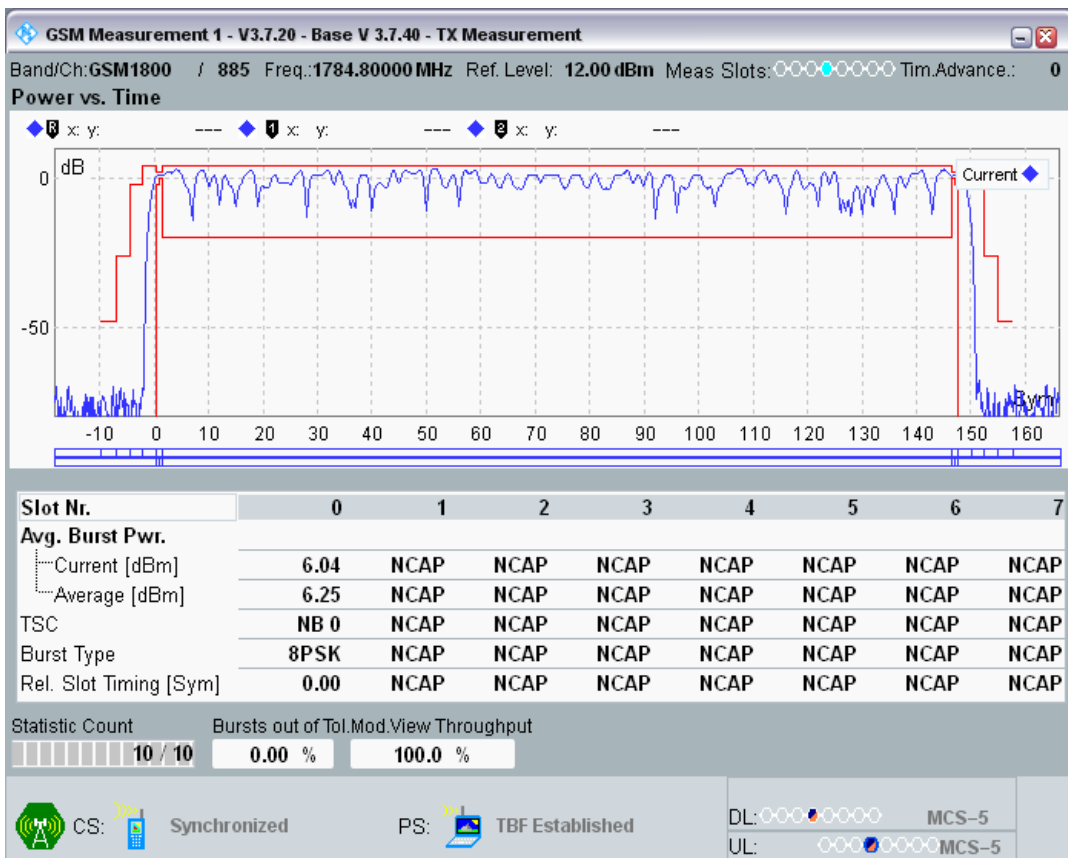 GSM Measurement 1 - V3.7.20 - Base V 3.7.40 - TX Measurement
Band/Ch:GSM1800 / 885 Freq.:1784.80000 MHz Ref. Level: 12.00 dBm Meas Slots: Tim.Advance.: 0
Power vs. Time
R x: y: --- 1 x: y: --- 2 x: y: ---
dB
Current
0
-50
Sym
-10 0 10 20 30 40 50 60 70 80 90 100 110 120 130 140 150 160
Slot Nr. 0 1 2 3 4 5 6 7
Avg. Burst Pwr.
Current [dBm] 6.04 NCAP NCAP NCAP NCAP NCAP NCAP NCAP
Average [dBm] 6.25 NCAP NCAP NCAP NCAP NCAP NCAP NCAP
TSC NB 0 NCAP NCAP NCAP NCAP NCAP NCAP NCAP
Burst Type 8PSK NCAP NCAP NCAP NCAP NCAP NCAP NCAP
Rel. Slot Timing [Sym] 0.00 NCAP NCAP NCAP NCAP NCAP NCAP NCAP
Statistic Count Bursts out of Tol.Mod.View Throughput
10 / 10 0.00 % 100.0 %
CS: Synchronized PS: TBF Established
DL: MCS-5
UL: MCS-5